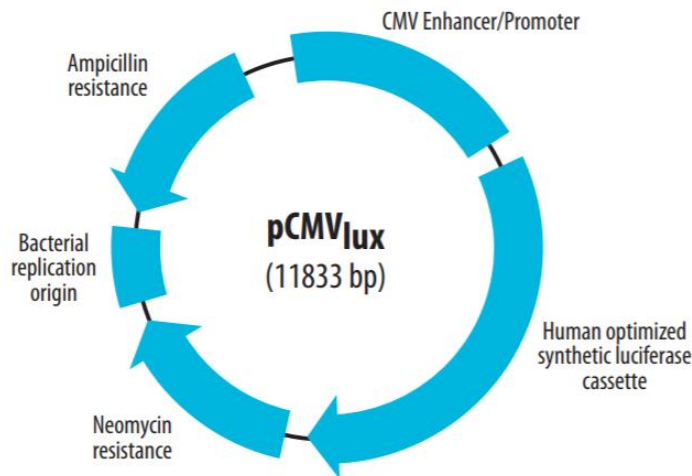 CMV Enhancer/Promoter
Ampicillin
resistance
pCMVlux
(11833 bp)
Bacterial
replication
origin
Human optimized
synthetic luciferase
cassette
Neomycin
resistance